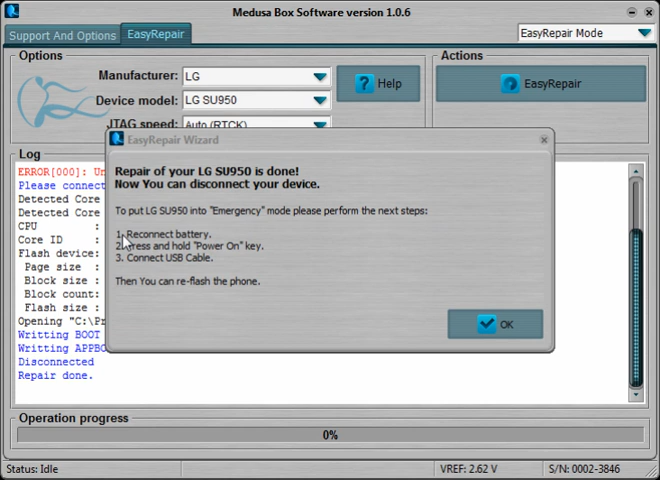 Medusa Box Software version 1.0.6
Support And Options
EasyRepair
EasyRepair Mode
Options
Manufacturer:
LG
Device model:
LG SU950
JTAG speed:
Auto (RTCK)
Help
Actions
EasyRepair
Log
ERROR[000]:
Please connect
Detected Core
Detected Core
CPU :
Core ID :
Flash device:
Page size :
Block size :
Block count:
Flash size :
Opening "C:\Pr
Writting BOOT
Writting APPBO
Disconnected
Repair done.
EasyRepair Wizard
Repair of your LG SU950 is done!
Now You can disconnect your device.
To put LG SU950 into "Emergency" mode please perform the next steps:
1. Reconnect battery.
2. Press and hold "Power On" key.
3. Connect USB Cable.
Then You can re-flash the phone.
OK
Operation progress
0%
Status: Idle
VREF: 2.62 V
S/N: 0002-3846